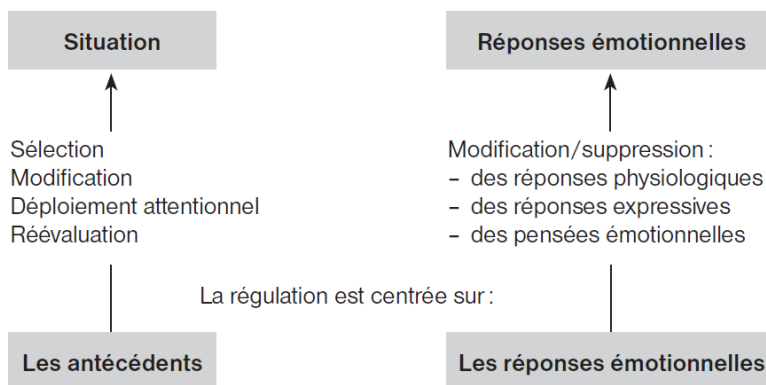 Situation
Réponses émotionnelles
Sélection
Modification
Déploiement attentionnel
Réévaluation
Modification/suppression :
– des réponses physiologiques
– des réponses expressives
– des pensées émotionnelles
La régulation est centrée sur :
Les antécédents
Les réponses émotionnelles